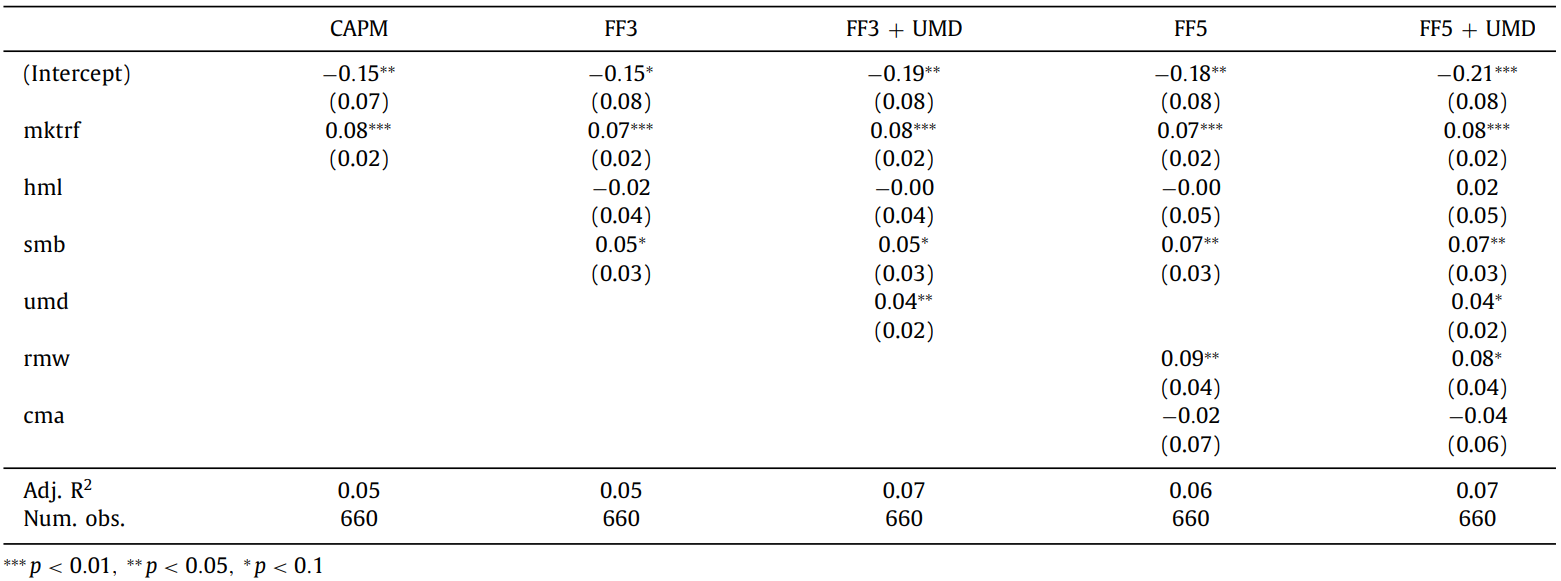 CAPM FF3 FF3 + UMD FF5 FF5 + UMD
(Intercept) −0.15** −0.15* −0.19** −0.18** −0.21***
(0.07) (0.08) (0.08) (0.08) (0.08)
mktrf 0.08*** 0.07*** 0.08*** 0.07*** 0.08***
(0.02) (0.02) (0.02) (0.02) (0.02)
hml −0.02 −0.00 −0.00 0.02
(0.04) (0.04) (0.05) (0.05)
smb 0.05* 0.05* 0.07** 0.07**
(0.03) (0.03) (0.03) (0.03)
umd 0.04** 0.04*
(0.02) (0.02)
rmw 0.09** 0.08*
(0.04) (0.04)
cma −0.02 −0.04
(0.07) (0.06)
Adj. R² 0.05 0.05 0.07 0.06 0.07
Num. obs. 660 660 660 660 660
***p < 0.01, **p < 0.05, *p < 0.1